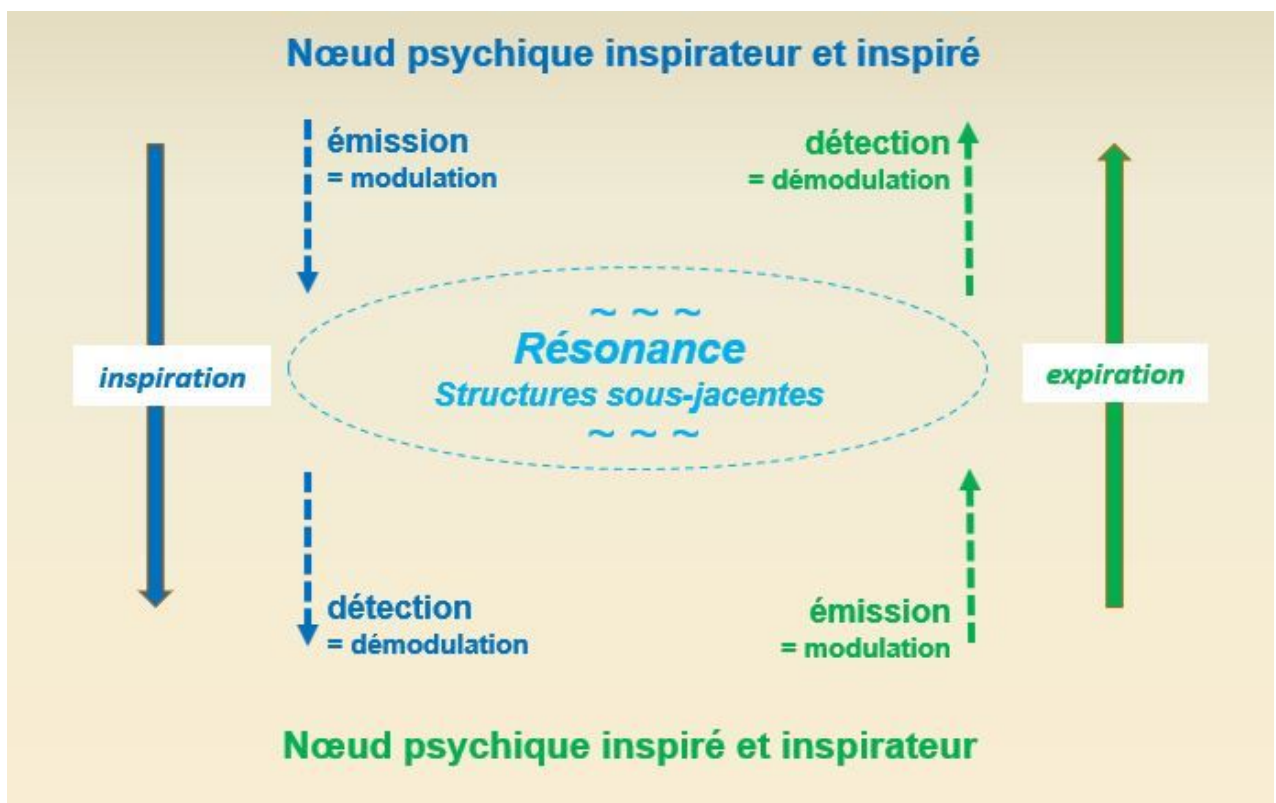 Nœud psychique inspirateur et inspiré
émission
= modulation
détection
= démodulation
~ ~ ~
Résonance
Structures sous-jacentes
~ ~ ~
inspiration
expiration
détection
= démodulation
émission
= modulation
Nœud psychique inspiré et inspirateur